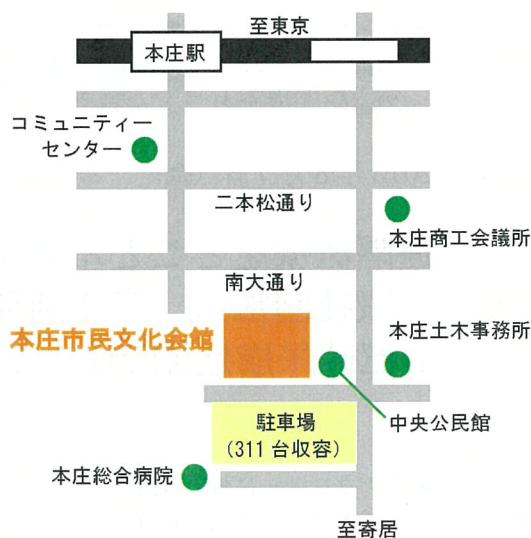 至東京
本庄駅
コミュニティー
センター
二本松通り
本庄商工会議所
南大通り
本庄市民文化会館
本庄土木事務所
駐車場
(311台収容)
中央公民館
本庄総合病院
至寄居